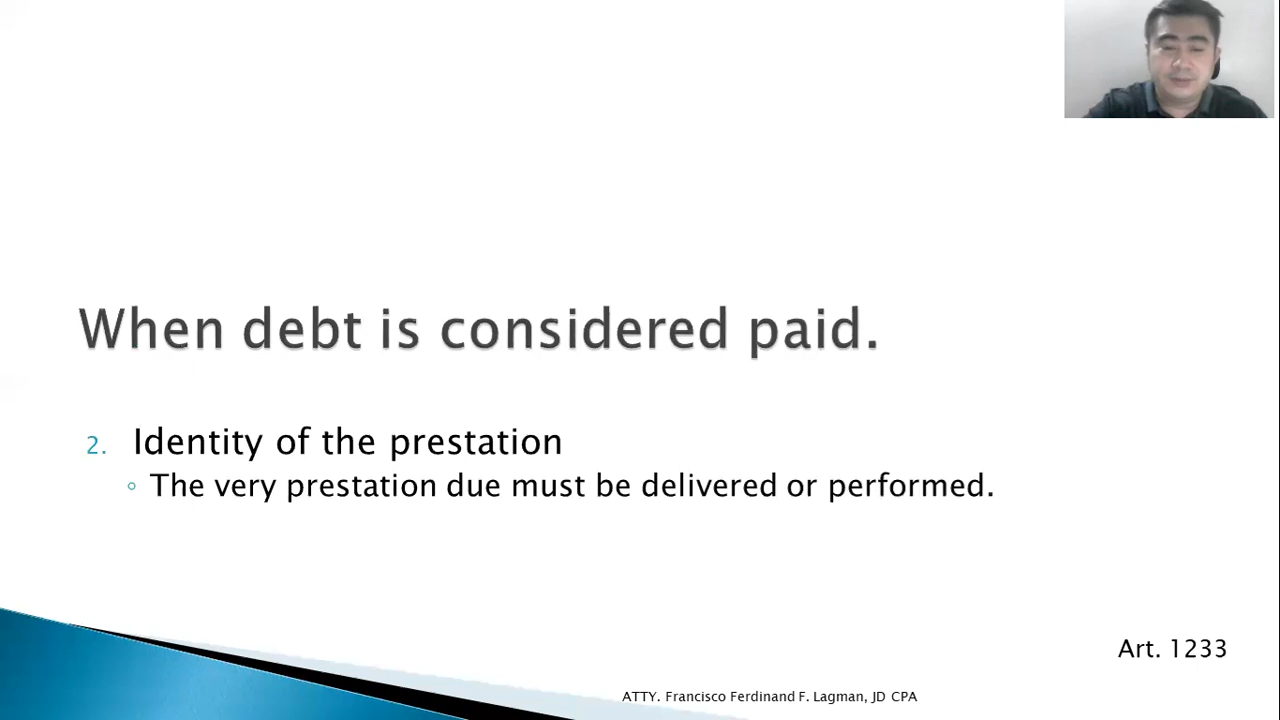 When debt is considered paid.
2. Identity of the prestation
◦ The very prestation due must be delivered or performed.
Art. 1233
ATTY. Francisco Ferdinand F. Lagman, JD CPA